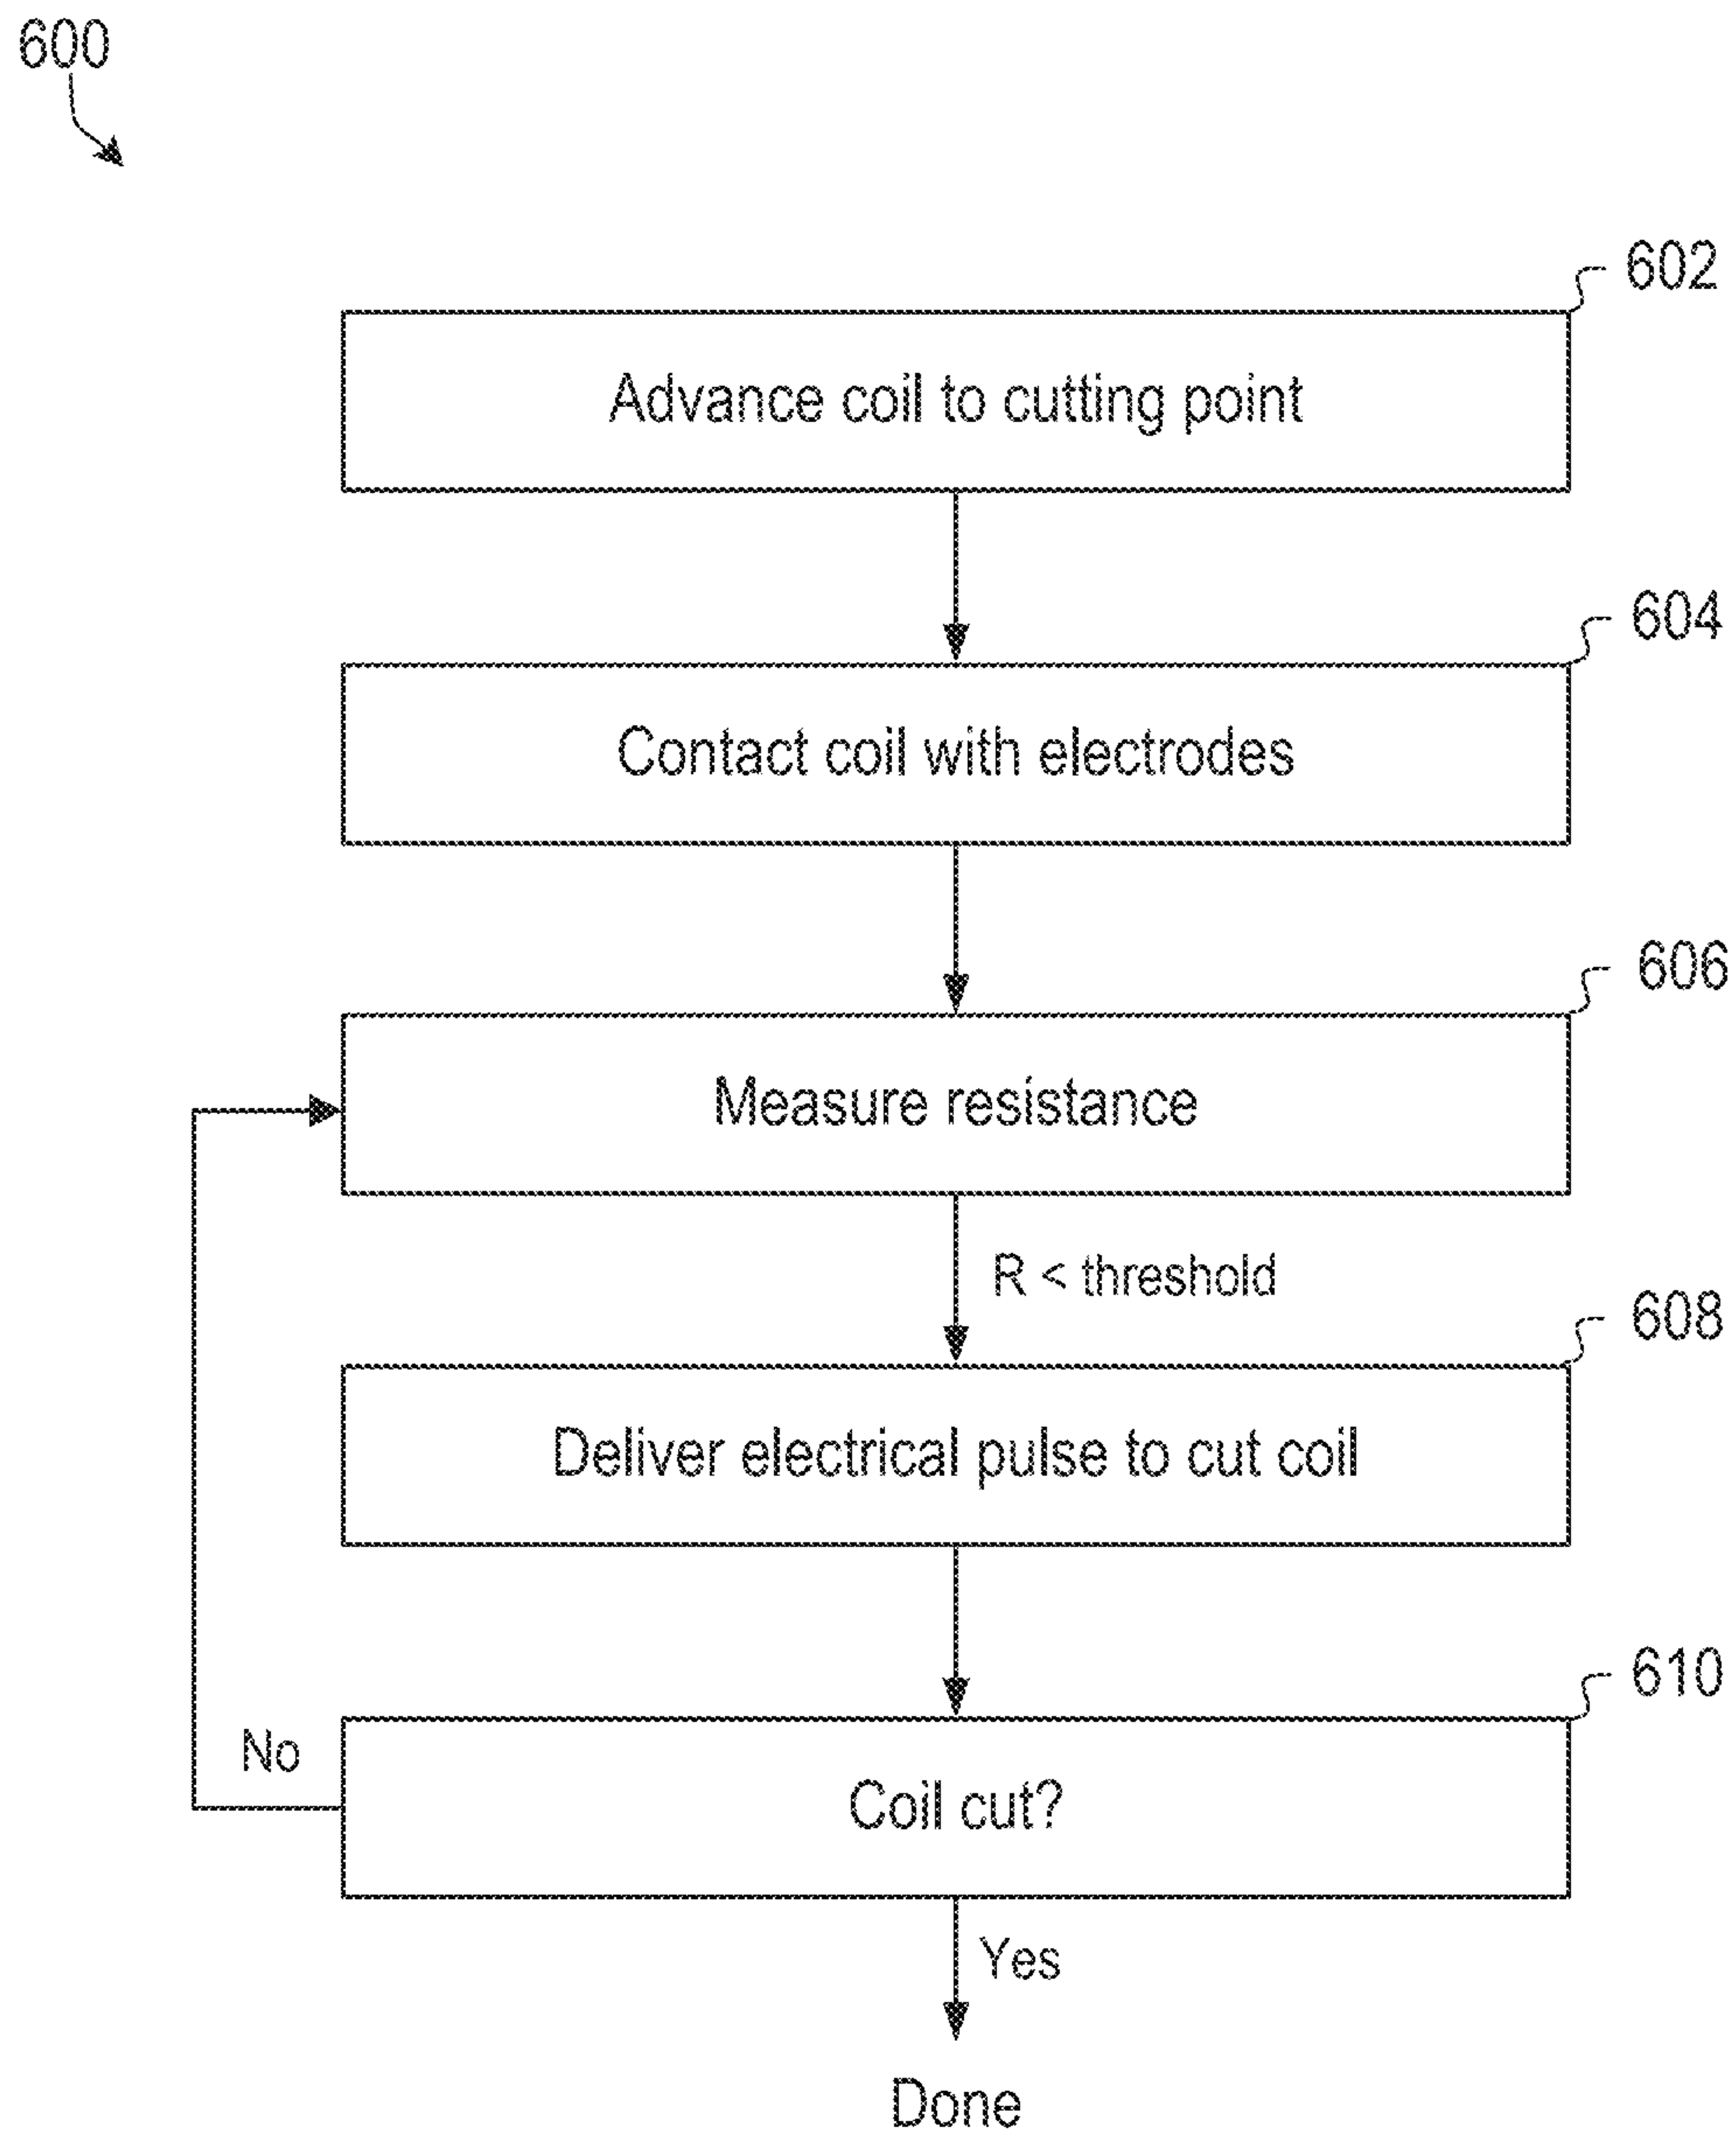 600
602
Advance coil to cutting point
604
Contact coil with electrodes
606
Measure resistance
R < threshold
608
Deliver electrical pulse to cut coil
610
No
Coil cut?
Yes
Done